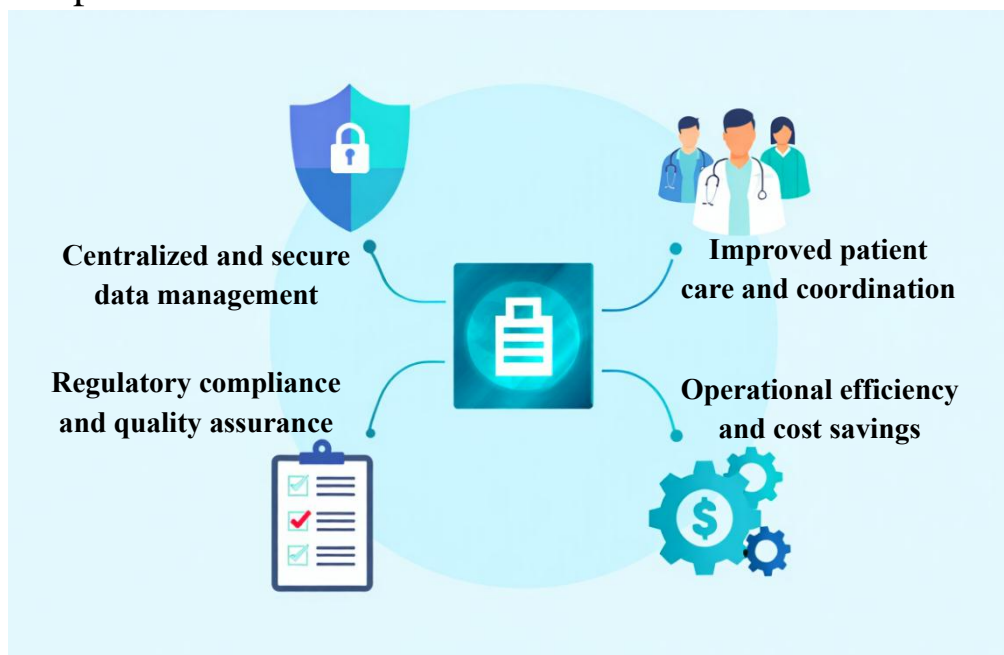 Centralized and secure
data management
Improved patient
care and coordination
Regulatory compliance
and quality assurance
Operational efficiency
and cost savings
$